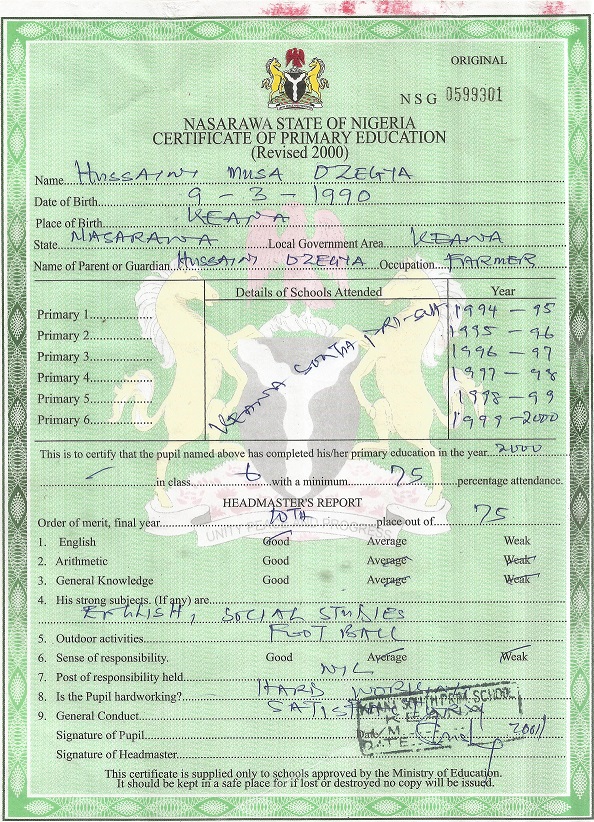 ORIGINAL
NSG 0599301
NASARAWA STATE OF NIGERIA
CERTIFICATE OF PRIMARY EDUCATION
(Revised 2000)
Name HUSSAINI MUSA DZEGYA
Date of Birth 9 - 3 - 1990
Place of Birth KEANA
State NASARAWA Local Government Area KEANA
Name of Parent or Guardian HUSSAINI DZEGYA Occupation FARMER
Details of Schools Attended Year
Primary 1 1994 - 95
Primary 2 1995 - 96
Primary 3 1996 - 97
Primary 4 1997 - 98
Primary 5 1998 - 99
Primary 6 1999 - 2000
KEANA SOUTH PRI. SCH
This is to certify that the pupil named above has completed his/her primary education in the year 2000
in class 6 with a minimum 75 percentage attendance.
HEADMASTER'S REPORT
Order of merit, final year 10TH place out of 75
1. English Good Average Weak
2. Arithmetic Good Average Weak
3. General Knowledge Good Average Weak
4. His strong subjects. (If any) are
ENGLISH, SOCIAL STUDIES
5. Outdoor activities FOOT BALL
6. Sense of responsibility. Good Average Weak
7. Post of responsibility held NIL
8. Is the Pupil hardworking? HARD WORKING
9. General Conduct
KEANA SOUTH PRIM. SCHOOL
KEANA
Signature of Pupil Date 2001
DATE
Signature of Headmaster
This certificate is supplied only to schools approved by the Ministry of Education.
It should be kept in a safe place for if lost or destroyed no copy will be issued.